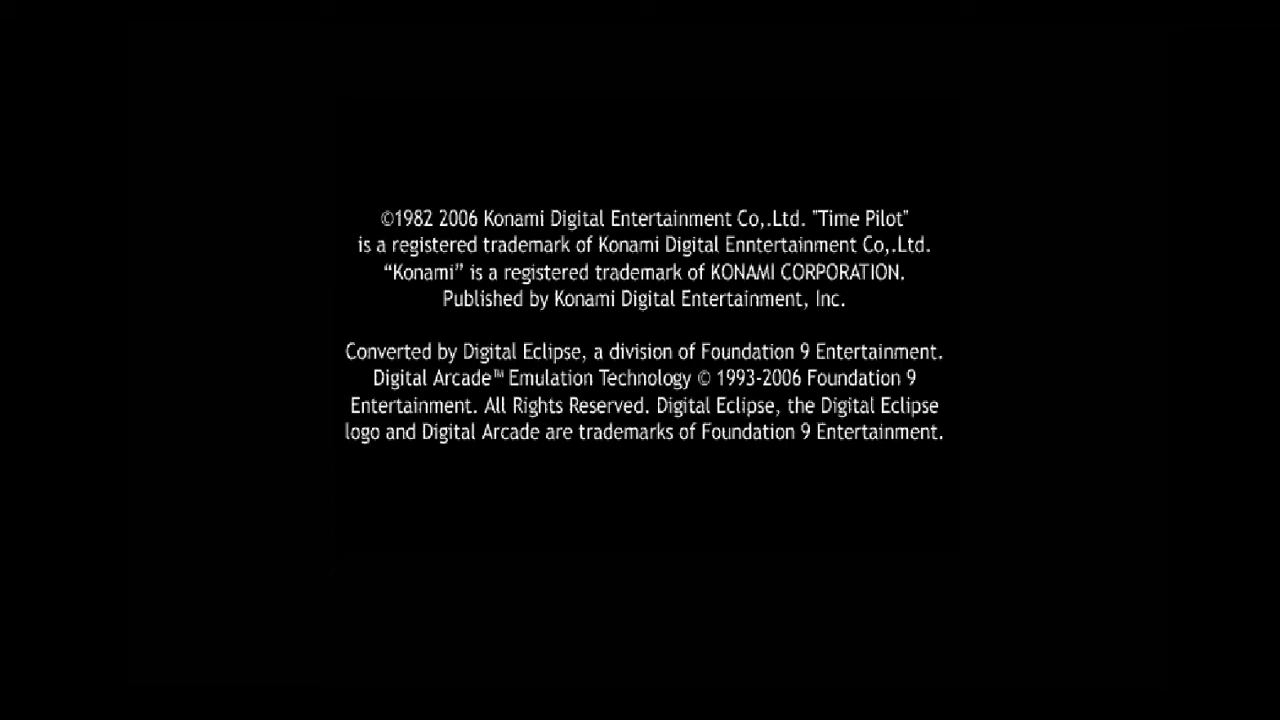 ©1982 2006 Konami Digital Entertainment Co,.Ltd. "Time Pilot"
is a registered trademark of Konami Digital Enntertainment Co,.Ltd.
“Konami” is a registered trademark of KONAMI CORPORATION.
Published by Konami Digital Entertainment, Inc.
Converted by Digital Eclipse, a division of Foundation 9 Entertainment.
Digital Arcade™ Emulation Technology © 1993-2006 Foundation 9
Entertainment. All Rights Reserved. Digital Eclipse, the Digital Eclipse
logo and Digital Arcade are trademarks of Foundation 9 Entertainment.